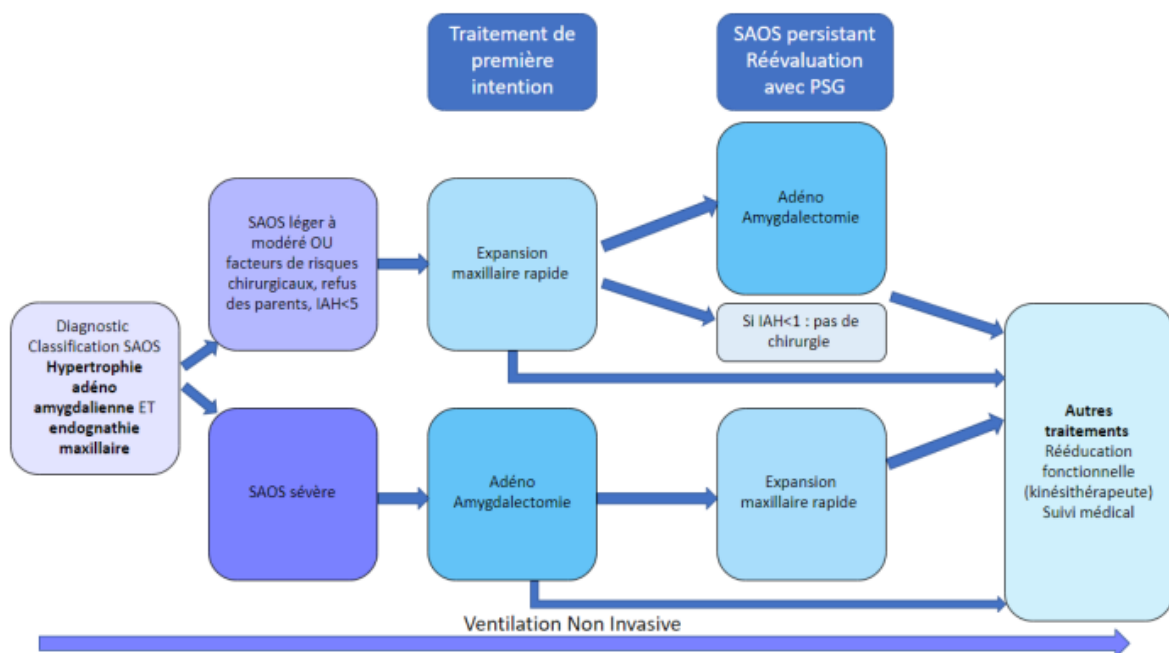 Traitement de
première
intention
SAOS persistant
Réévaluation
avec PSG
Diagnostic
Classification SAOS
Hypertrophie
adéno
amygdalienne ET
endognathie
maxillaire
SAOS léger à
modéré OU
facteurs de risques
chirurgicaux, refus
des parents, IAH<5
Expansion
maxillaire rapide
Adéno
Amygdalectomie
Si IAH<1 : pas de
chirurgie
SAOS sévère
Adéno
Amygdalectomie
Expansion
maxillaire rapide
Autres
traitements
Rééducation
fonctionnelle
(kinésithérapeute)
Suivi médical
Ventilation Non Invasive